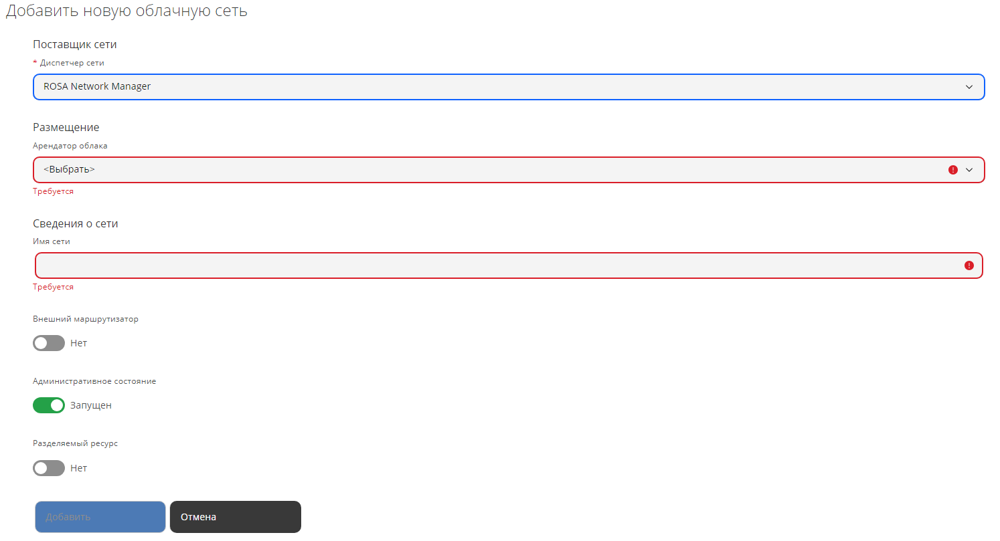 Добавить новую облачную сеть
Поставщик сети
* Диспетчер сети
ROSA Network Manager
Размещение
Арендатор облака
<Выбрать>
Требуется
Сведения о сети
Имя сети
Требуется
Внешний маршрутизатор
Нет
Административное состояние
Запущен
Разделяемый ресурс
Нет
Добавить
Отмена